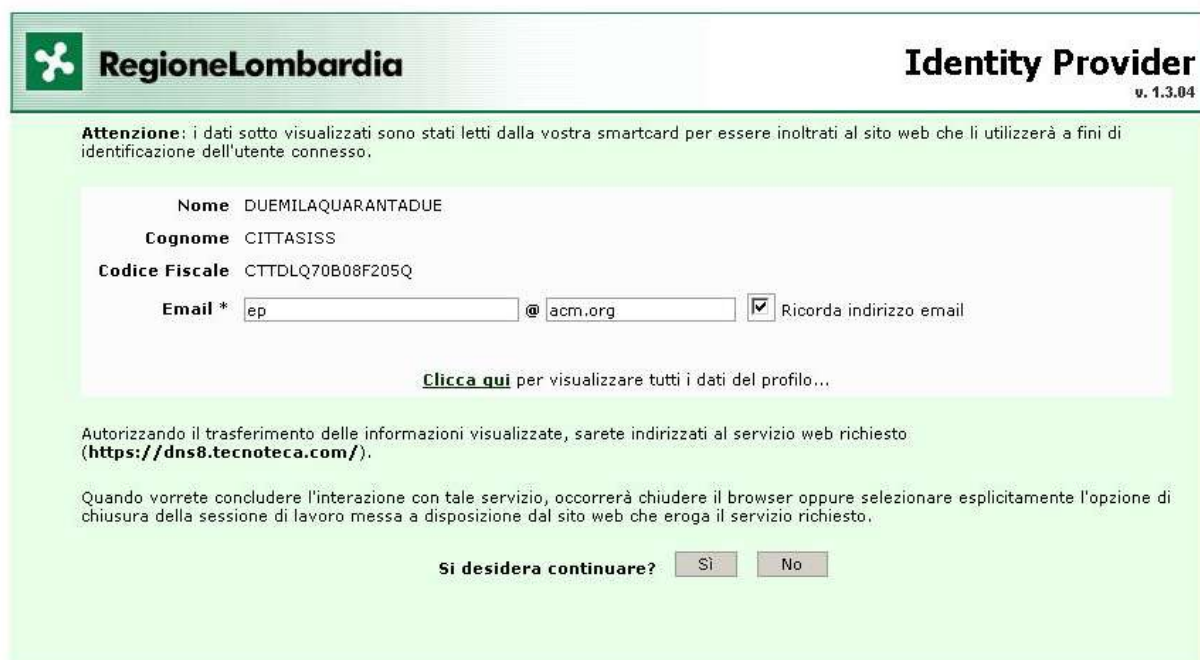 RegioneLombardia
Identity Provider
v. 1.3.04
Attenzione: i dati sotto visualizzati sono stati letti dalla vostra smartcard per essere inoltrati al sito web che li utilizzerà a fini di
identificazione dell'utente connesso.
Nome DUEMILAQUARANTADUE
Cognome CITTASISS
Codice Fiscale CTTDLQ70B08F205Q
Email * ep @ acm.org Ricorda indirizzo email
Clicca qui per visualizzare tutti i dati del profilo...
Autorizzando il trasferimento delle informazioni visualizzate, sarete indirizzati al servizio web richiesto
(https://dns8.tecnoteca.com/).
Quando vorrete concludere l'interazione con tale servizio, occorrerà chiudere il browser oppure selezionare esplicitamente l'opzione di
chiusura della sessione di lavoro messa a disposizione dal sito web che eroga il servizio richiesto.
Si desidera continuare? Sì No